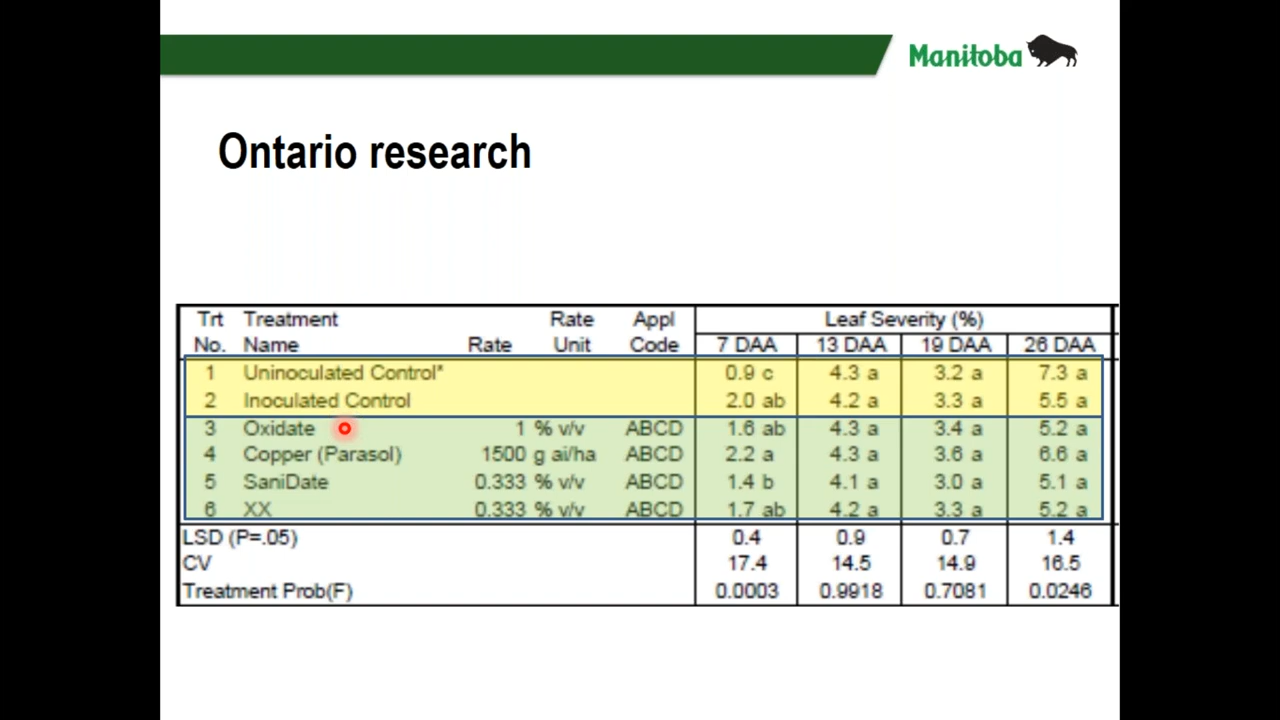 Manitoba
Ontario research
Trt Treatment Rate Appl Leaf Severity (%)
No. Name Rate Unit Code 7 DAA 13 DAA 19 DAA 26 DAA
1 Uninoculated Control* 0.9 c 4.3 a 3.2 a 7.3 a
2 Inoculated Control 2.0 ab 4.2 a 3.3 a 5.5 a
3 Oxidate 1 % v/v ABCD 1.6 ab 4.3 a 3.4 a 5.2 a
4 Copper (Parasol) 1500 g ai/ha ABCD 2.2 a 4.3 a 3.6 a 6.6 a
5 SaniDate 0.333 % v/v ABCD 1.4 b 4.1 a 3.0 a 5.1 a
6 XX 0.333 % v/v ABCD 1.7 ab 4.2 a 3.3 a 5.2 a
LSD (P=.05) 0.4 0.9 0.7 1.4
CV 17.4 14.5 14.9 16.5
Treatment Prob(F) 0.0003 0.9918 0.7081 0.0246